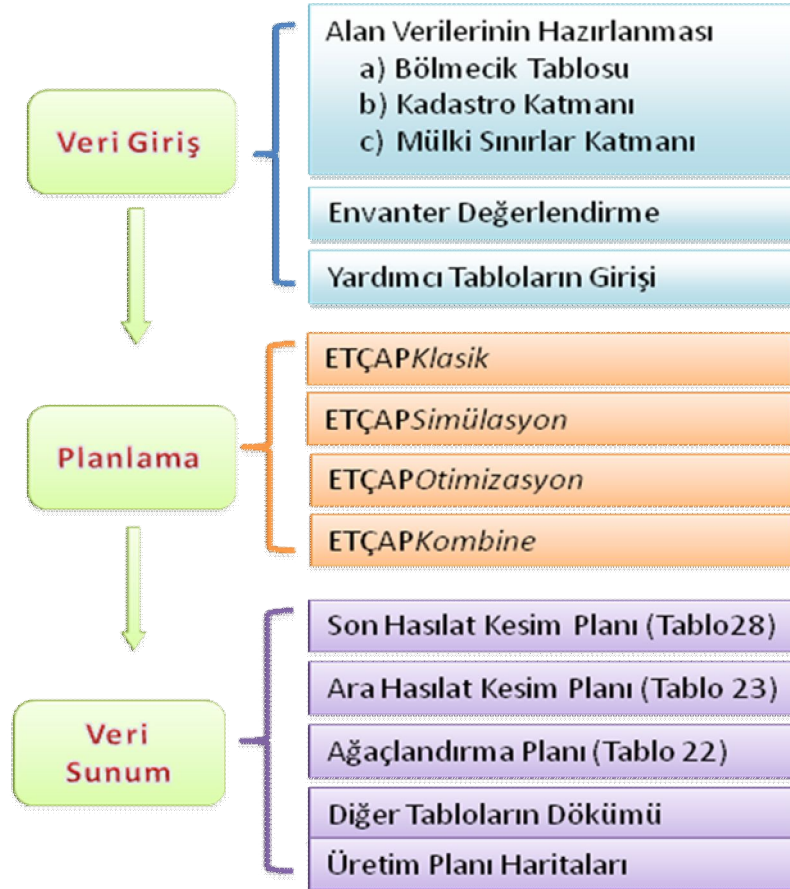 Veri Giriş
Alan Verilerinin Hazırlanması
a) Bölmecik Tablosu
b) Kadastro Katmanı
c) Mülki Sınırlar Katmanı
Envanter Değerlendirme
Yardımcı Tabloların Girişi
Planlama
ETÇAPKlasik
ETÇAPSimülasyon
ETÇAPOtimizasyon
ETÇAPKombine
Veri
Sunum
Son Hasılat Kesim Planı (Tablo28)
Ara Hasılat Kesim Planı (Tablo 23)
Ağaçlandırma Planı (Tablo 22)
Diğer Tabloların Dökümü
Üretim Planı Haritaları